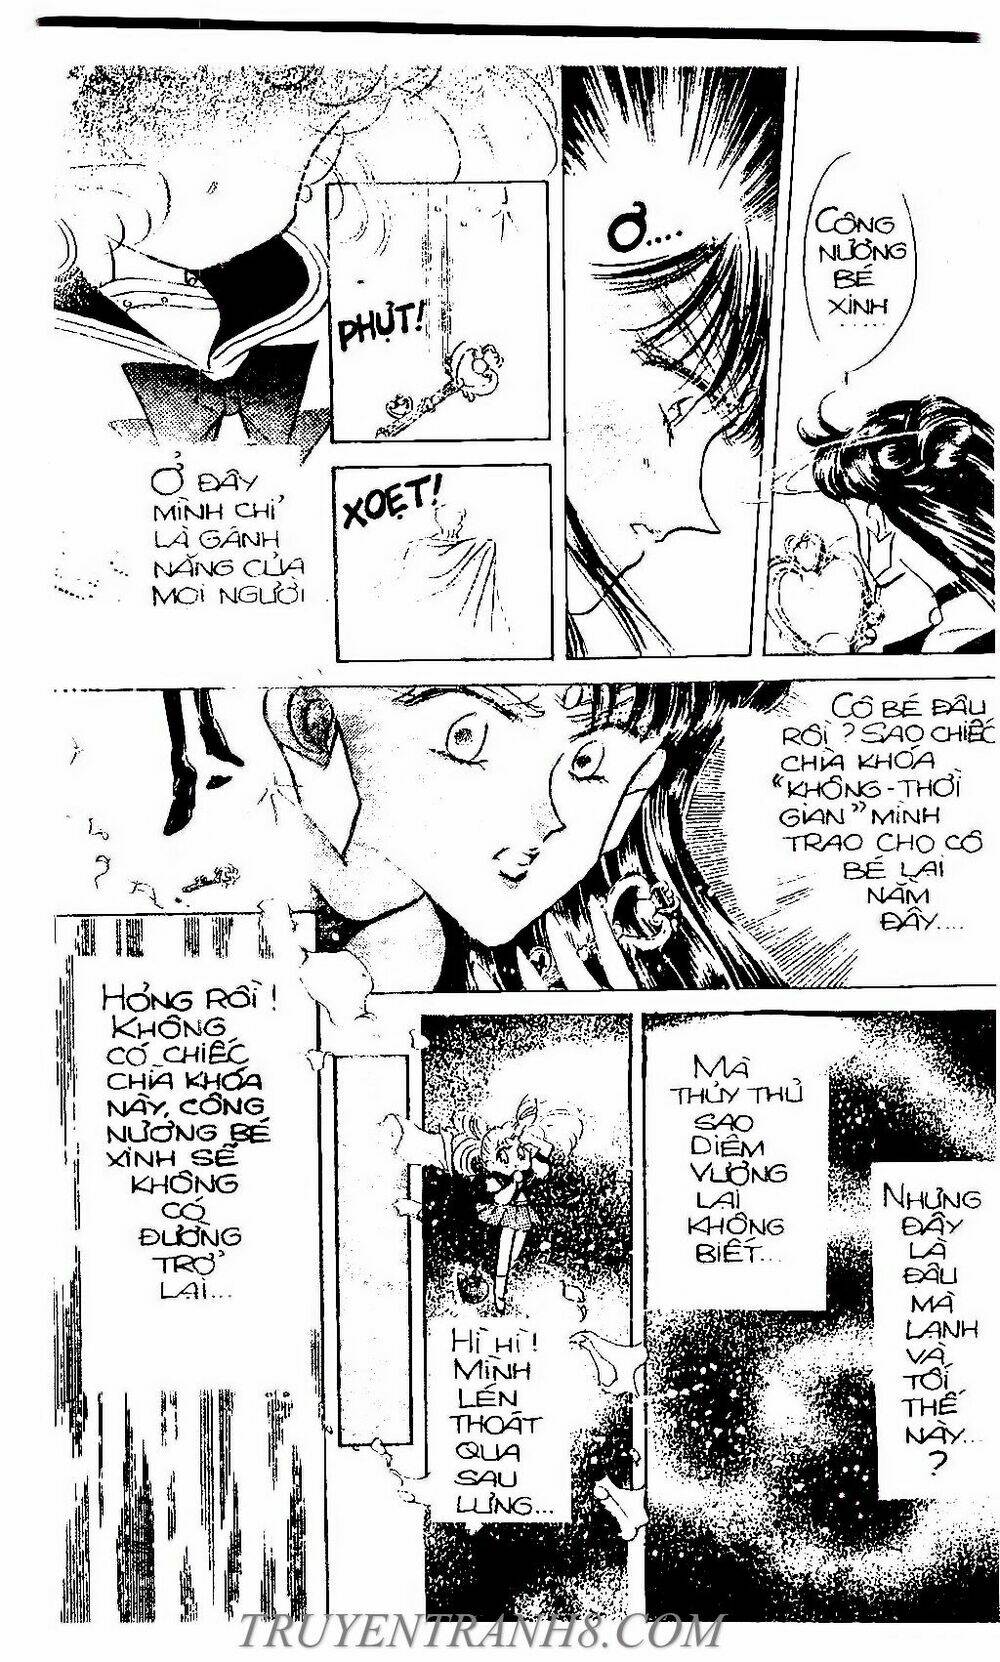 CÔNG
NƯƠNG
BÉ
XINH
......
Ơ....
PHỤT!
XOẸT!
Ở ĐÂY
MÌNH CHỈ
LÀ GÁNH
NẶNG CỦA
MỌI NGƯỜI
CÔ BÉ ĐÂU
RỒI? SAO CHIẾC
CHÌA KHÓA
"KHÔNG - THỜI
GIAN" MÌNH
TRAO CHO CÔ
BÉ LẠI
NẰM
ĐÂY....
HỎNG RỒI!
KHÔNG
CÓ CHIẾC
CHÌA KHÓA
NÀY, CÔNG
NƯƠNG BÉ
XINH SẼ
KHÔNG
CÓ
ĐƯỜNG
TRỞ
LẠI...
NHƯNG
ĐÂY
LÀ
ĐÂU
MÀ
LẠNH
VÀ
TỐI
THẾ
NÀY...
?
MÀ
THỦY THỦ
SAO
DIÊM
VƯƠNG
LẠI
KHÔNG
BIẾT...
HÌ HÌ!
MÌNH
LÉN
THOÁT
QUA
SAU
LƯNG...
TRUYENTRANH8.COM